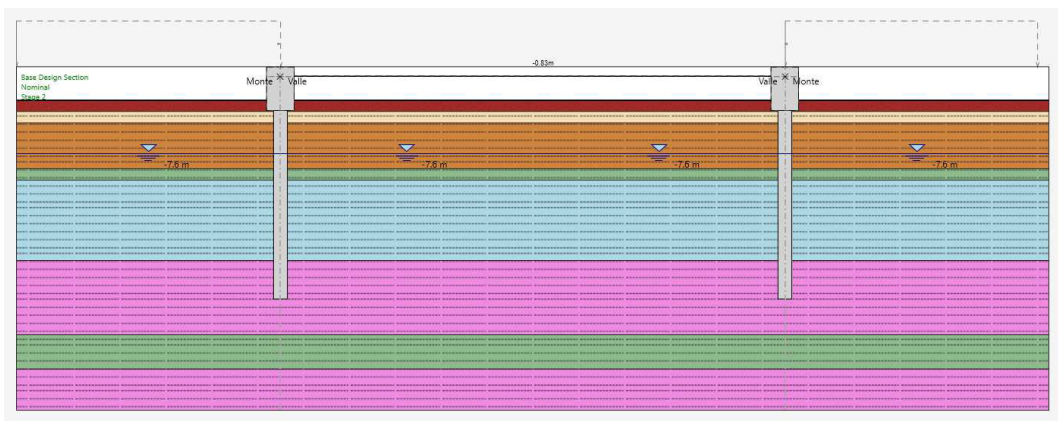 -0.83m
Base Design Section
Nominal
Stage 2
Monte
Valle
Valle
Monte
-7.6 m
-7.6 m
-7.6 m
-7.6 m